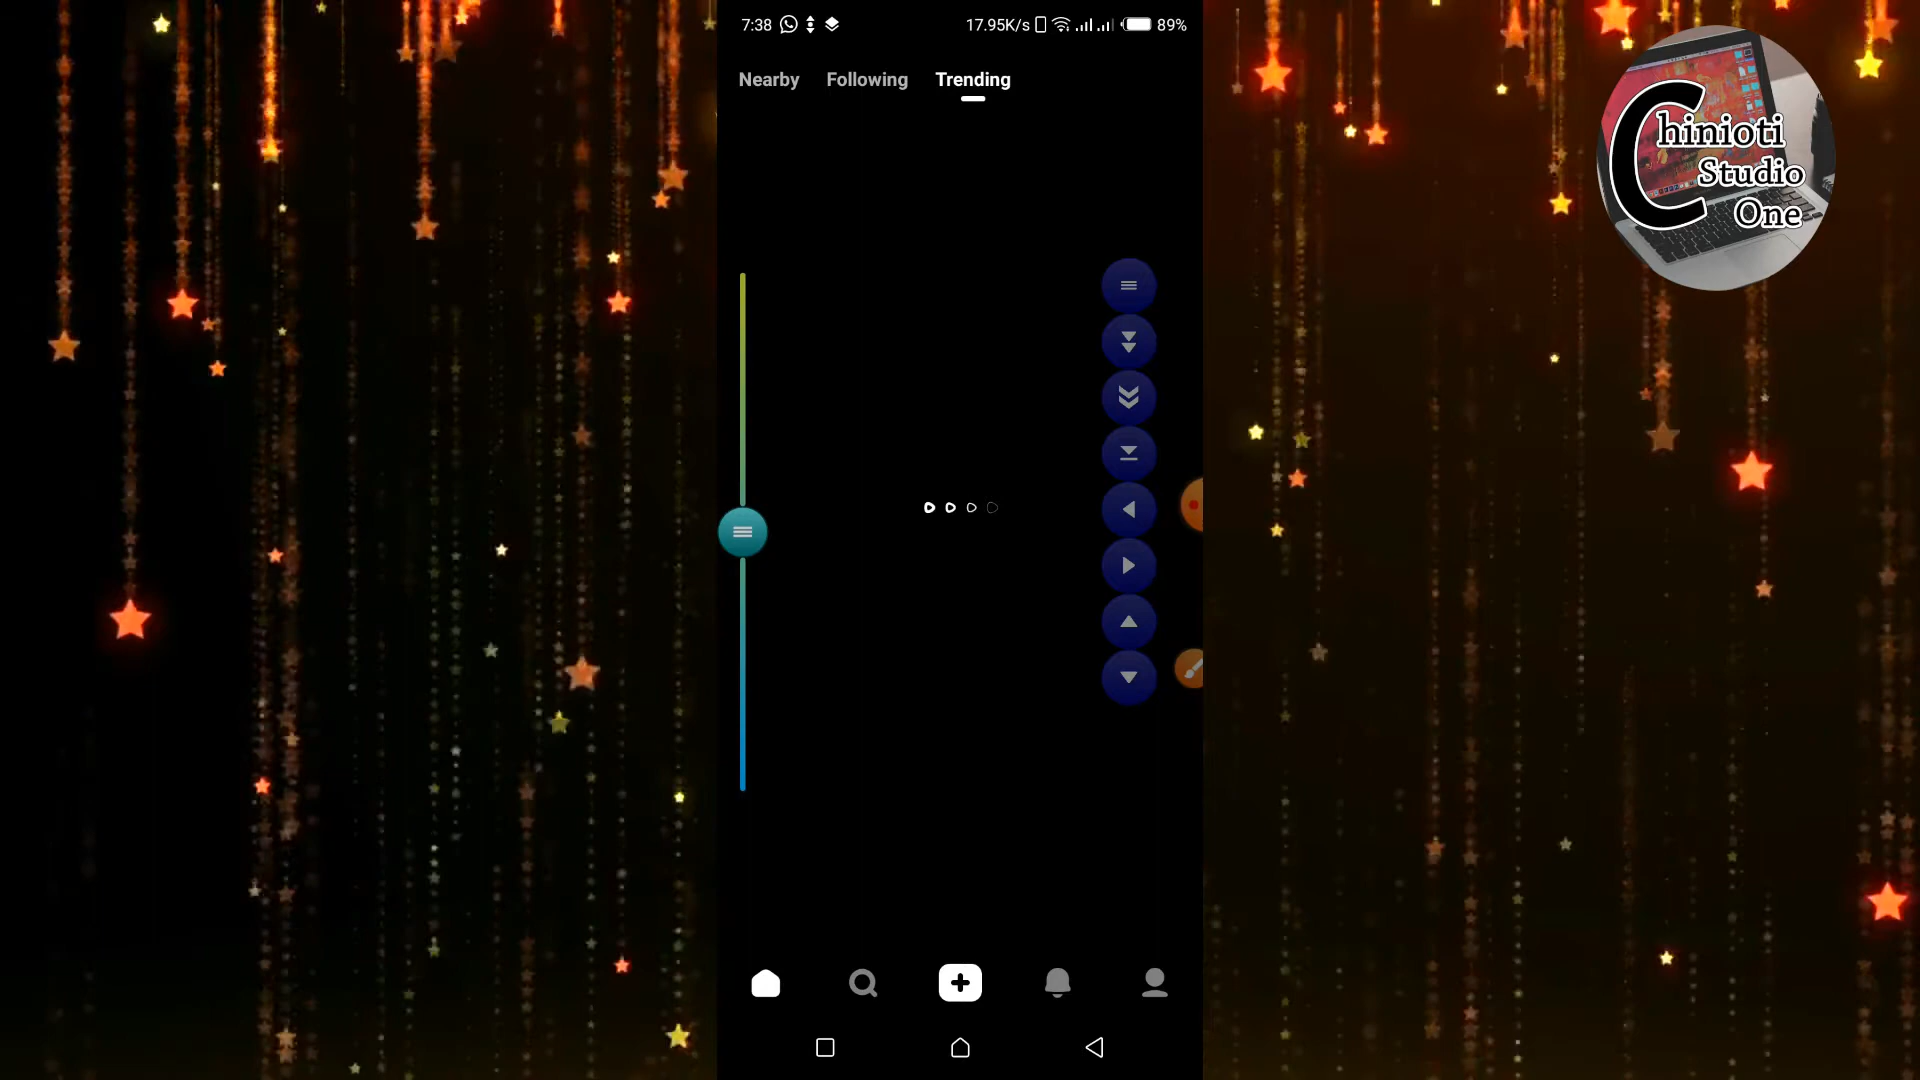 7:38
17.95K/s
89%
Nearby
Following
Trending
Chinioti
Studio
One